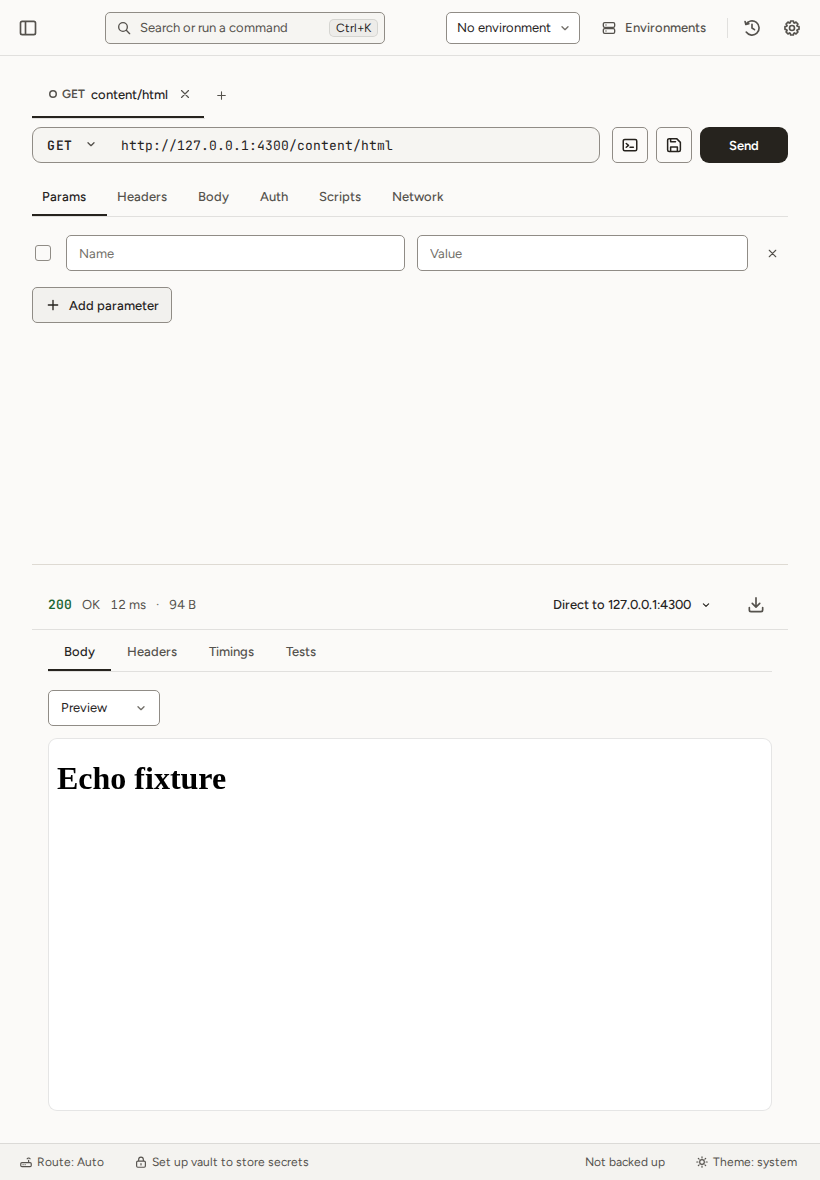 Search or run a command Ctrl+K No environment Environments
GET content/html
GET http://127.0.0.1:4300/content/html Send
Params Headers Body Auth Scripts Network
Name Value
Add parameter
200 OK 12 ms · 94 B Direct to 127.0.0.1:4300
Body Headers Timings Tests
Preview
Echo fixture
Route: Auto Set up vault to store secrets Not backed up Theme: system